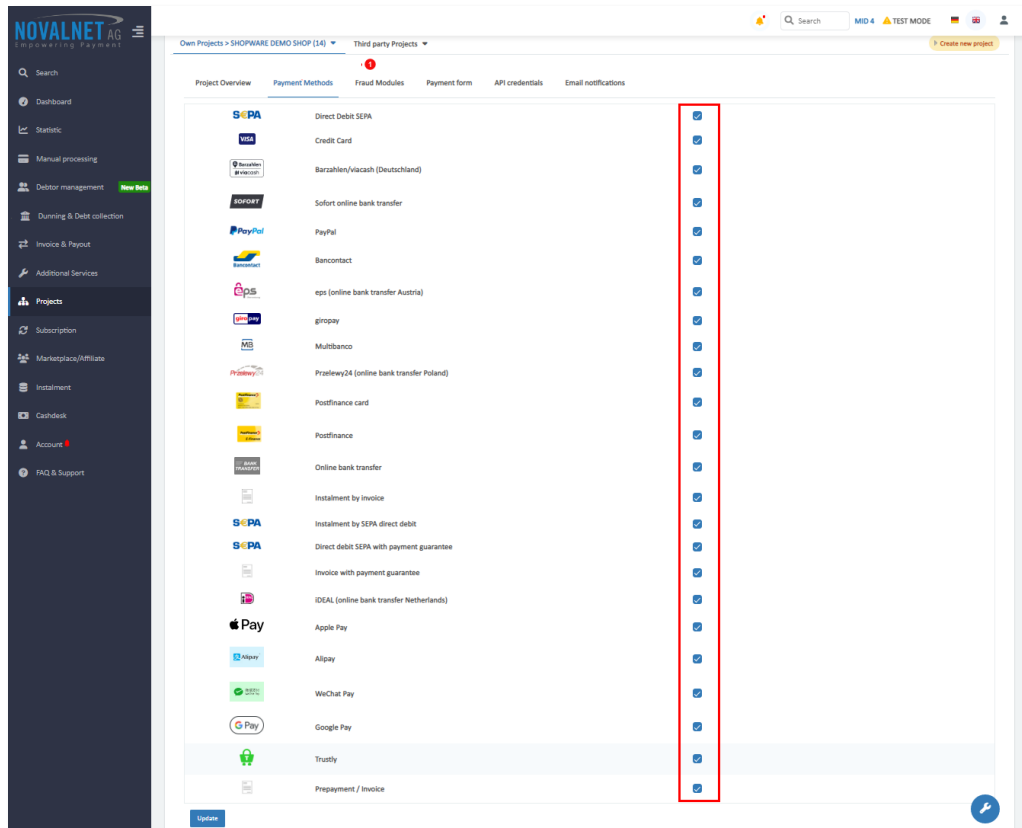 NOVALNET AG
Empowering Payment
Search
MID 4
TEST MODE
Own Projects > SHOPWARE DEMO SHOP (14)
Third party Projects
Create new project
1
Project Overview
Payment Methods
Fraud Modules
Payment form
API credentials
Email notifications
Search
Dashboard
Statistic
Manual processing
Debtor management
New Beta
Dunning & Debt collection
Invoice & Payout
Additional Services
Projects
Subscription
Marketplace/Affiliate
Instalment
Cashdesk
Account
FAQ & Support
S€PA
Direct Debit SEPA
VISA
Credit Card
Barzahlen
viacash
Barzahlen/viacash (Deutschland)
SOFORT
Sofort online bank transfer
PayPal
PayPal
Bancontact
Bancontact
eps
eps (online bank transfer Austria)
giropay
giropay
MB
Multibanco
Przelewy24
Przelewy24 (online bank transfer Poland)
Postfinance card
Postfinance
BANK
TRANSFER
Online bank transfer
Instalment by invoice
S€PA
Instalment by SEPA direct debit
S€PA
Direct debit SEPA with payment guarantee
Invoice with payment guarantee
iDEAL (online bank transfer Netherlands)
Pay
Apple Pay
Alipay
Alipay
WeChat Pay
G Pay
Google Pay
Trustly
Prepayment / Invoice
Update